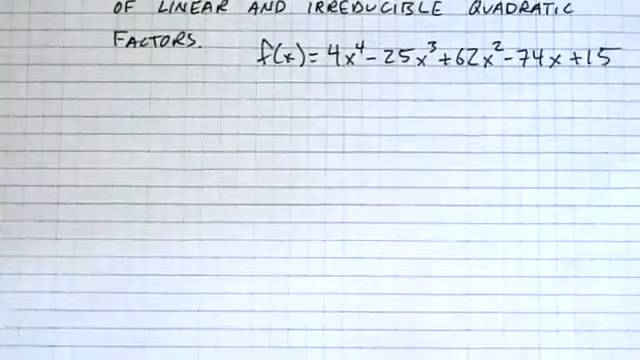 OF LINEAR AND IRREDUCIBLE QUADRATIC
FACTORS. f(x) = 4x⁴ - 25x³ + 62x² - 74x + 15